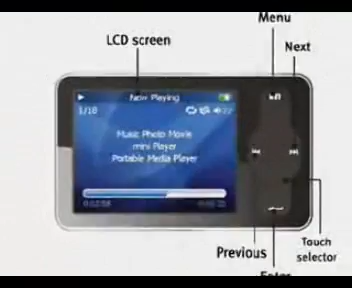 Menu
LCD screen
Next
Now Playing
1/10
Music Photo Movie
mini Player
Portable Media Player
Previous
Touch
selector
Enter